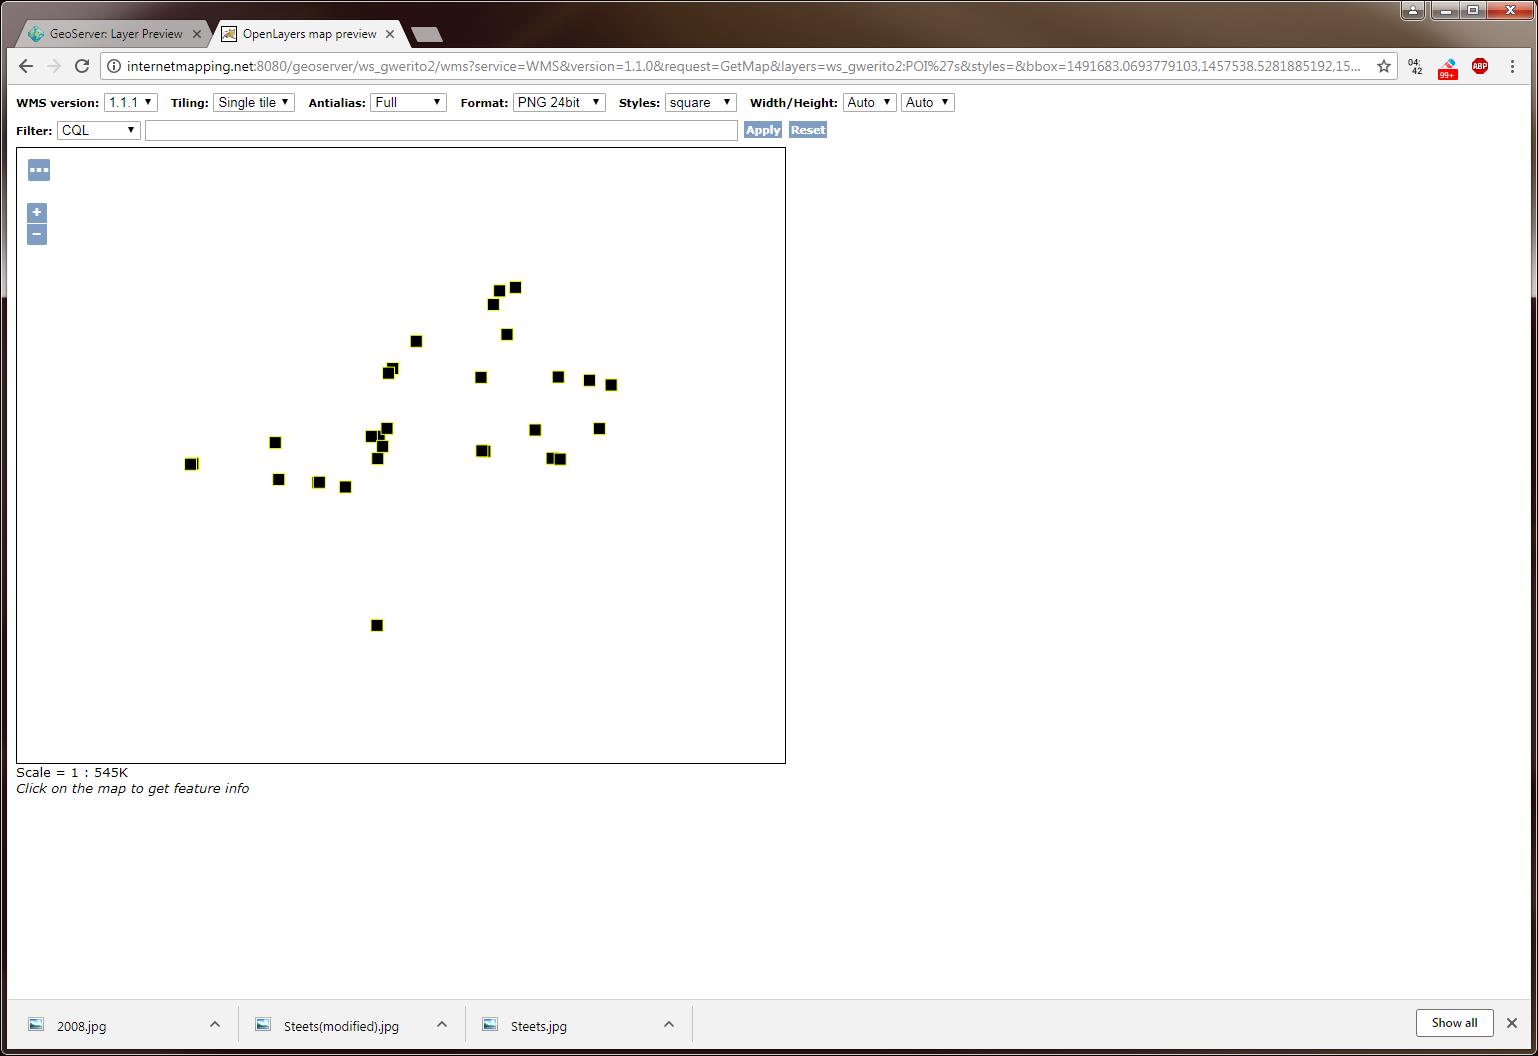 GeoServer: Layer Preview
OpenLayers map preview
internetmapping.net:8080/geoserver/ws_gwerito2/wms?service=WMS&version=1.1.0&request=GetMap&layers=ws_gwerito2:POI%27s&styles=&bbox=1491683.0693779103,1457538.5281885192,15...
04:
42
99+
ABP
WMS version: 1.1.1 Tiling: Single tile Antialias: Full Format: PNG 24bit Styles: square Width/Height: Auto Auto
Filter: CQL Apply Reset
+
−
Scale = 1 : 545K
Click on the map to get feature info
2008.jpg
Steets(modified).jpg
Steets.jpg
Show all